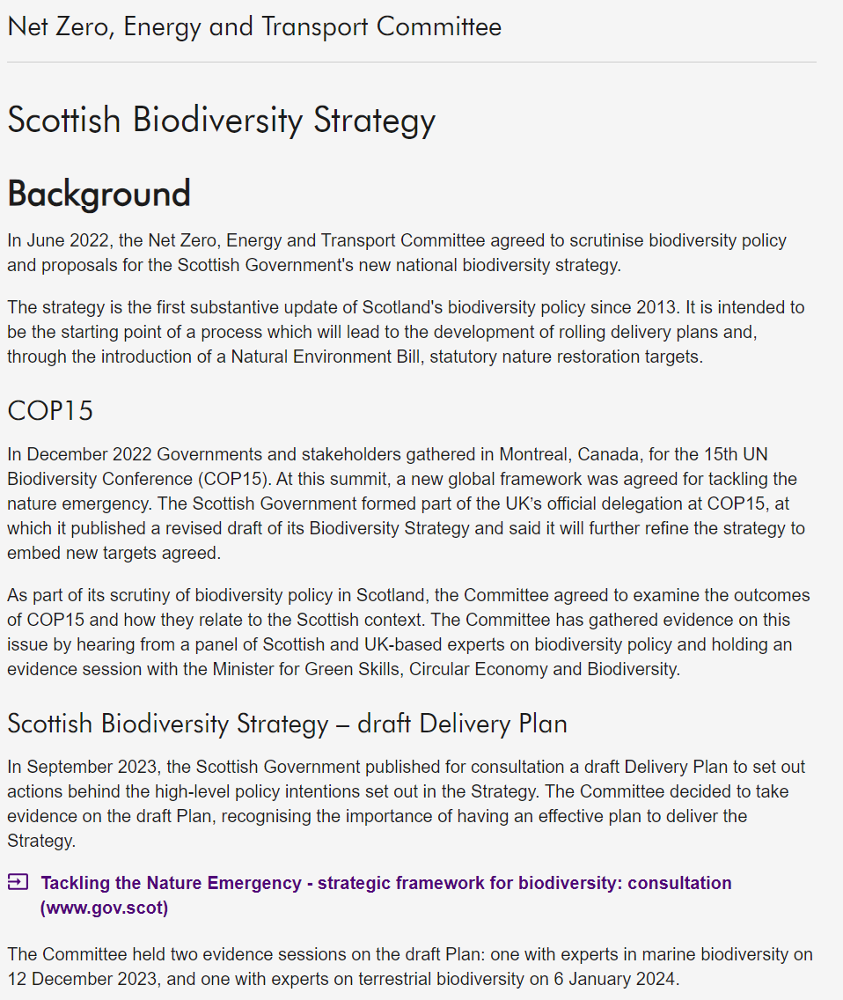 Net Zero, Energy and Transport Committee
Scottish Biodiversity Strategy
Background
In June 2022, the Net Zero, Energy and Transport Committee agreed to scrutinise biodiversity policy
and proposals for the Scottish Government's new national biodiversity strategy.
The strategy is the first substantive update of Scotland's biodiversity policy since 2013. It is intended to
be the starting point of a process which will lead to the development of rolling delivery plans and,
through the introduction of a Natural Environment Bill, statutory nature restoration targets.
COP15
In December 2022 Governments and stakeholders gathered in Montreal, Canada, for the 15th UN
Biodiversity Conference (COP15). At this summit, a new global framework was agreed for tackling the
nature emergency. The Scottish Government formed part of the UK’s official delegation at COP15, at
which it published a revised draft of its Biodiversity Strategy and said it will further refine the strategy to
embed new targets agreed.
As part of its scrutiny of biodiversity policy in Scotland, the Committee agreed to examine the outcomes
of COP15 and how they relate to the Scottish context. The Committee has gathered evidence on this
issue by hearing from a panel of Scottish and UK-based experts on biodiversity policy and holding an
evidence session with the Minister for Green Skills, Circular Economy and Biodiversity.
Scottish Biodiversity Strategy – draft Delivery Plan
In September 2023, the Scottish Government published for consultation a draft Delivery Plan to set out
actions behind the high-level policy intentions set out in the Strategy. The Committee decided to take
evidence on the draft Plan, recognising the importance of having an effective plan to deliver the
Strategy.
Tackling the Nature Emergency - strategic framework for biodiversity: consultation
(www.gov.scot)
The Committee held two evidence sessions on the draft Plan: one with experts in marine biodiversity on
12 December 2023, and one with experts on terrestrial biodiversity on 6 January 2024.